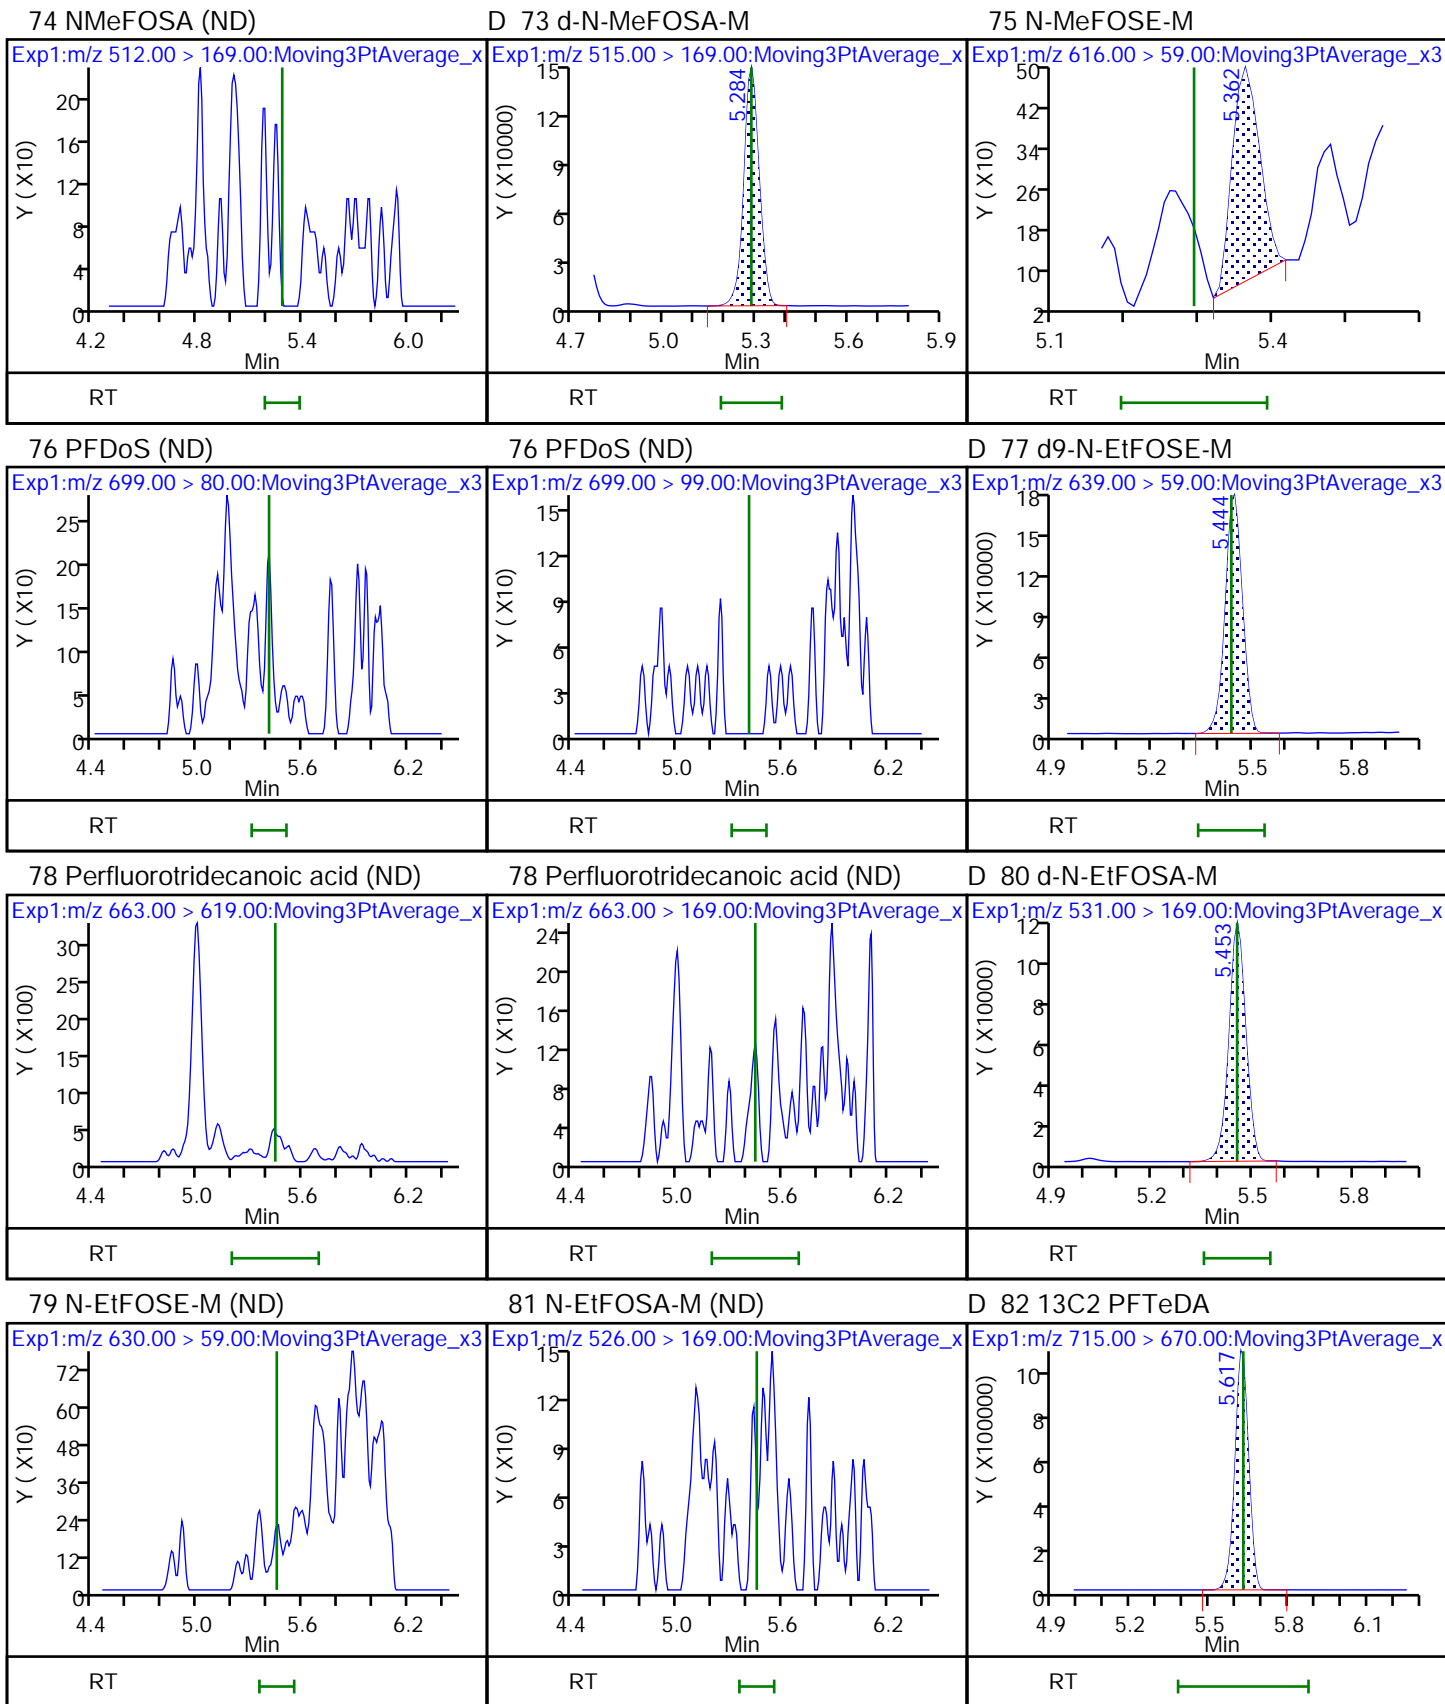 74 NMeFOSA (ND)
Exp1:m/z 512.00 > 169.00:Moving3PtAverage_x
Y ( X10)
20
16
12
8
4
0
4.2 4.8 5.4 6.0
Min
RT
D 73 d-N-MeFOSA-M
Exp1:m/z 515.00 > 169.00:Moving3PtAverage_x
Y ( X10000)
15
12
9
6
3
0
5.284
4.7 5.0 5.3 5.6 5.9
Min
RT
75 N-MeFOSE-M
Exp1:m/z 616.00 > 59.00:Moving3PtAverage_x3
Y ( X10)
50
42
34
26
18
10
2
5.362
5.1 5.4
Min
RT
76 PFDoS (ND)
Exp1:m/z 699.00 > 80.00:Moving3PtAverage_x3
Y ( X10)
25
20
15
10
5
0
4.4 5.0 5.6 6.2
Min
RT
76 PFDoS (ND)
Exp1:m/z 699.00 > 99.00:Moving3PtAverage_x3
Y ( X10)
15
12
9
6
3
0
4.4 5.0 5.6 6.2
Min
RT
D 77 d9-N-EtFOSE-M
Exp1:m/z 639.00 > 59.00:Moving3PtAverage_x3
Y ( X10000)
18
15
12
9
6
3
0
5.444
4.9 5.2 5.5 5.8
Min
RT
78 Perfluorotridecanoic acid (ND)
Exp1:m/z 663.00 > 619.00:Moving3PtAverage_x
Y ( X100)
30
25
20
15
10
5
0
4.4 5.0 5.6 6.2
Min
RT
78 Perfluorotridecanoic acid (ND)
Exp1:m/z 663.00 > 169.00:Moving3PtAverage_x
Y ( X10)
24
20
16
12
8
4
0
4.4 5.0 5.6 6.2
Min
RT
D 80 d-N-EtFOSA-M
Exp1:m/z 531.00 > 169.00:Moving3PtAverage_x
Y ( X10000)
12
10
8
6
4
2
0
5.453
4.9 5.2 5.5 5.8
Min
RT
79 N-EtFOSE-M (ND)
Exp1:m/z 630.00 > 59.00:Moving3PtAverage_x3
Y ( X10)
72
60
48
36
24
12
0
4.4 5.0 5.6 6.2
Min
RT
81 N-EtFOSA-M (ND)
Exp1:m/z 526.00 > 169.00:Moving3PtAverage_x
Y ( X10)
15
12
9
6
3
0
4.4 5.0 5.6 6.2
Min
RT
D 82 13C2 PFTeDA
Exp1:m/z 715.00 > 670.00:Moving3PtAverage_x
Y ( X100000)
10
8
6
4
2
0
5.617
4.9 5.2 5.5 5.8 6.1
Min
RT